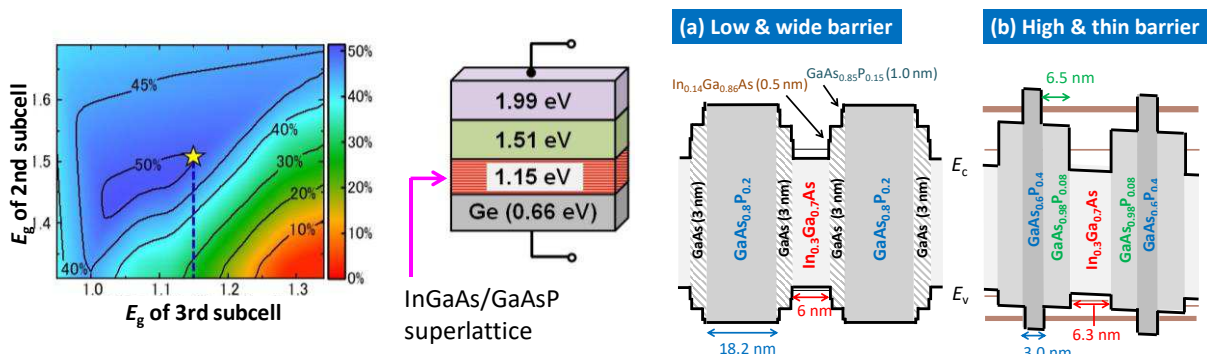 E_g of 2nd subcell
1.6
1.5
1.4
45%
50%
40%
30%
20%
10%
40%
1.0
1.1
1.2
1.3
E_g of 3rd subcell
50%
40%
30%
20%
10%
0%
1.99 eV
1.51 eV
1.15 eV
Ge (0.66 eV)
InGaAs/GaAsP
superlattice
(a) Low & wide barrier
In0.14Ga0.86As (0.5 nm)
GaAs0.85P0.15 (1.0 nm)
GaAs0.8P0.2
GaAs (3 nm)
In0.3Ga0.7As
GaAs (3 nm)
GaAs0.8P0.2
GaAs (3 nm)
GaAs (3 nm)
6 nm
18.2 nm
(b) High & thin barrier
6.5 nm
Ec
Ev
GaAs0.6P0.4
GaAs0.98P0.08
In0.3Ga0.7As
GaAs0.98P0.08
GaAs0.6P0.4
6.3 nm
3.0 nm